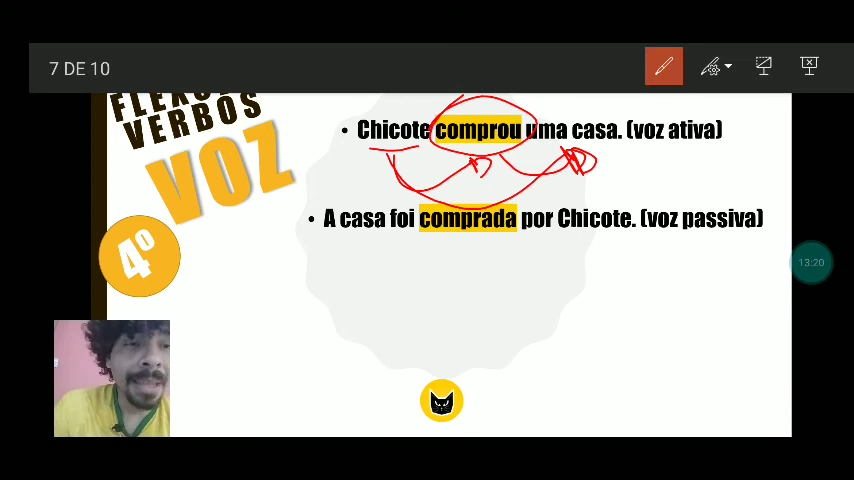 7 DE 10
VERBOS
VOZ
4º
• Chicote comprou uma casa. (voz ativa)
• A casa foi comprada por Chicote. (voz passiva)
13:20